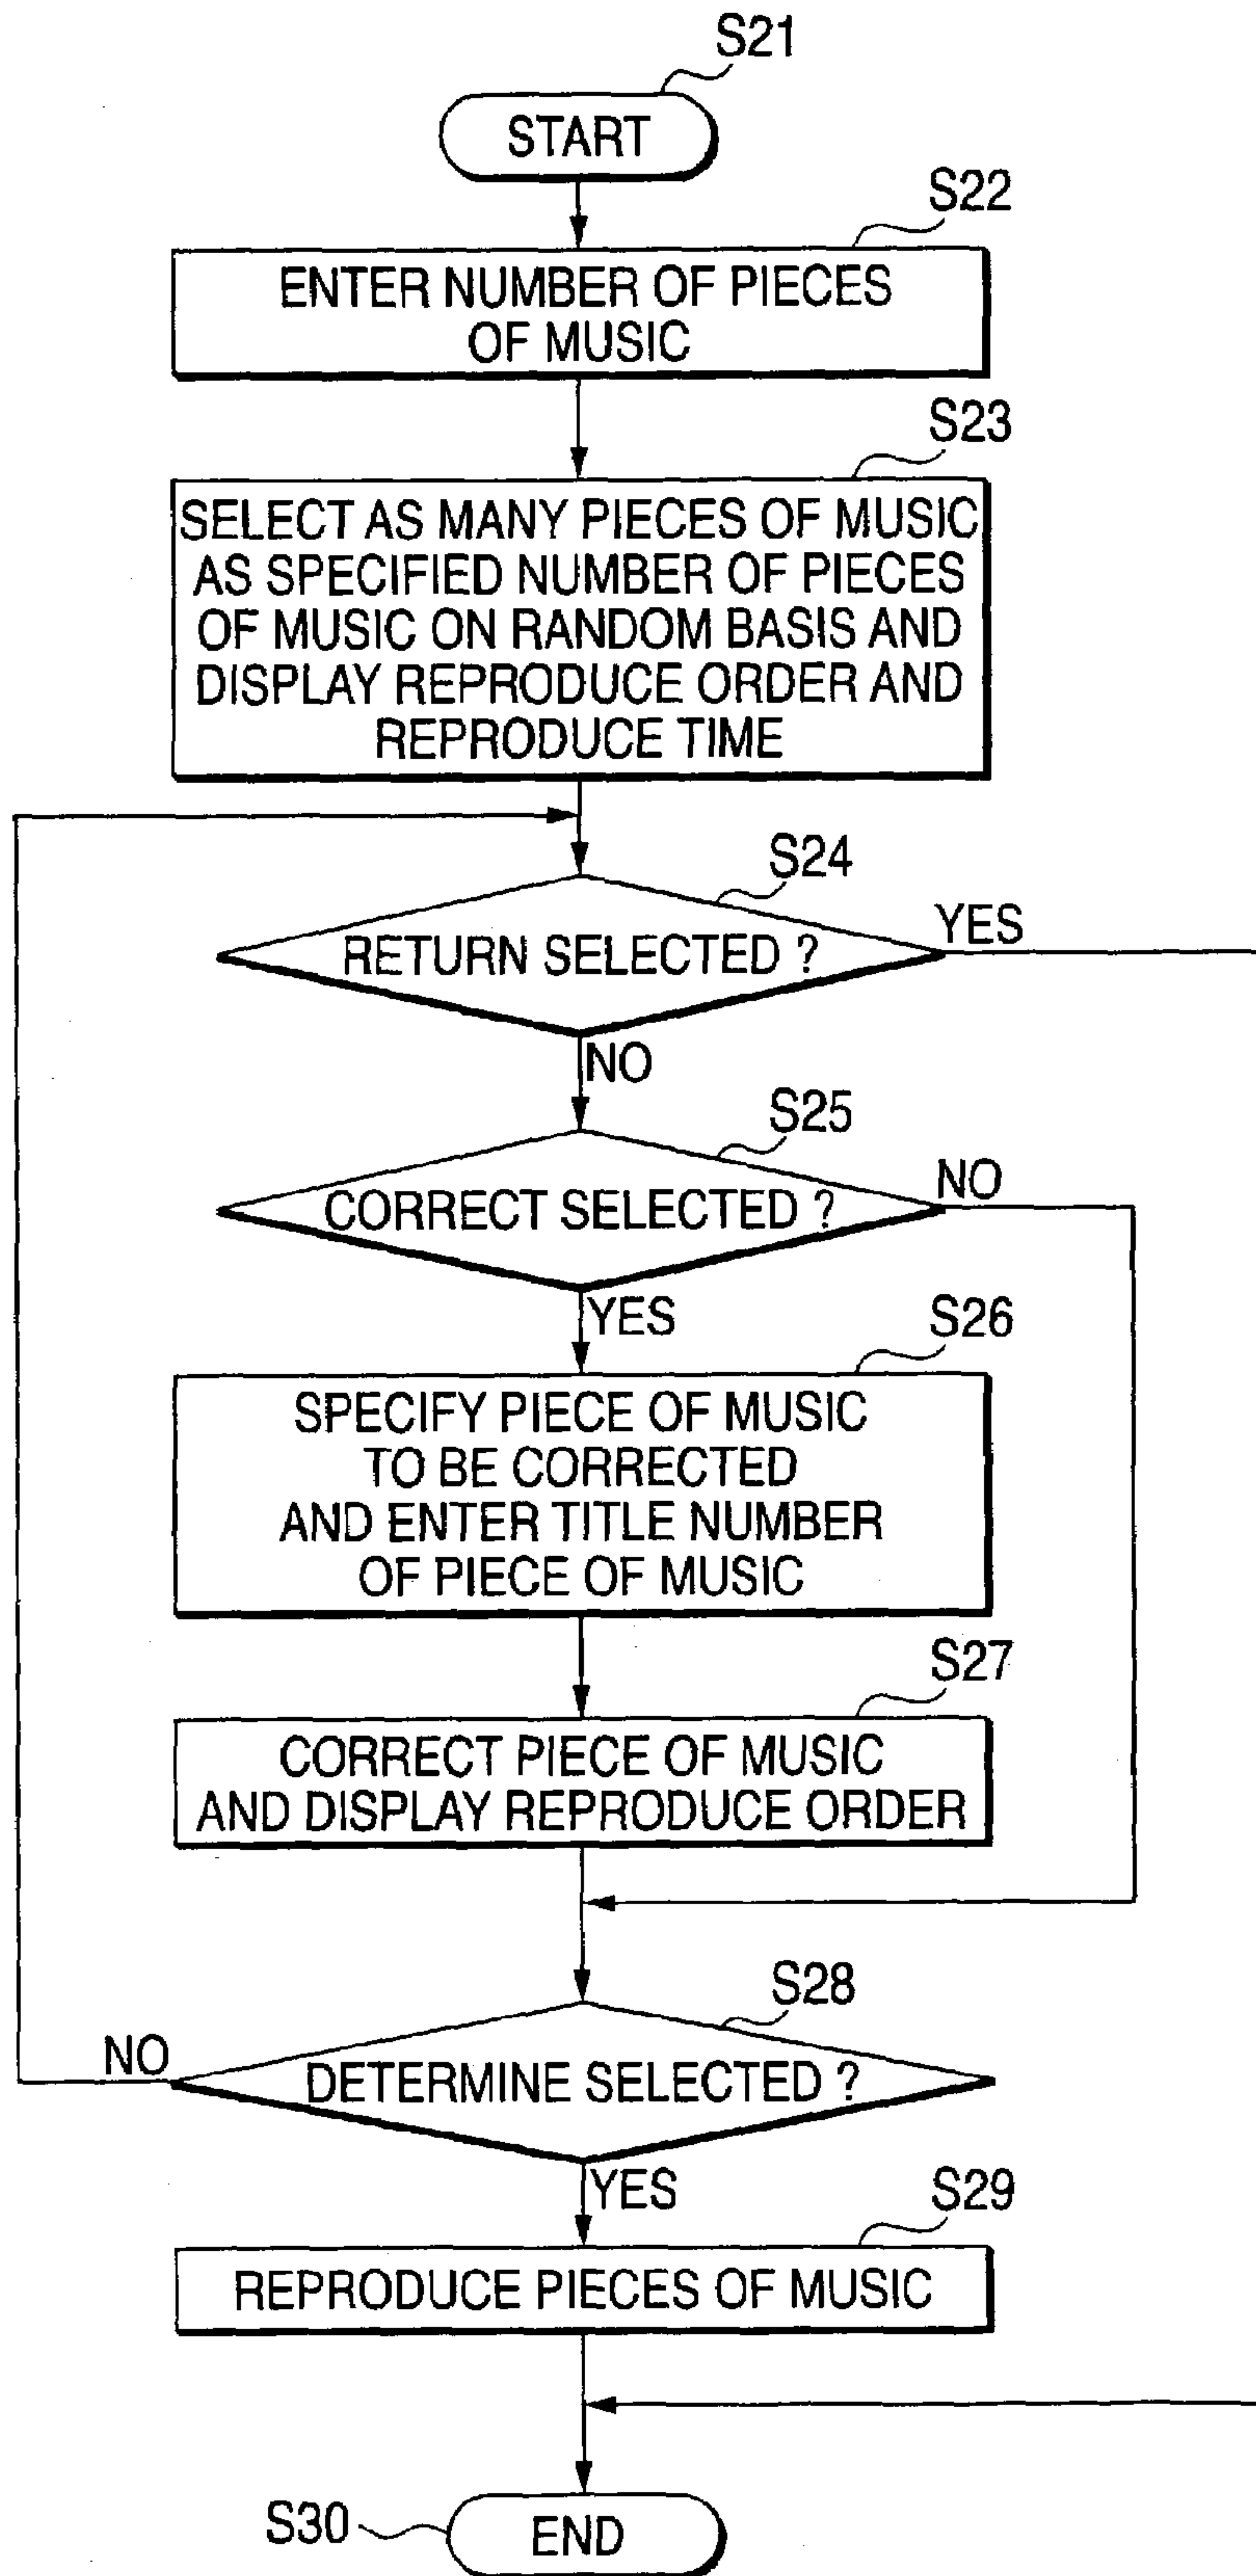 S21
START
S22
ENTER NUMBER OF PIECES
OF MUSIC
S23
SELECT AS MANY PIECES OF MUSIC
AS SPECIFIED NUMBER OF PIECES
OF MUSIC ON RANDOM BASIS AND
DISPLAY REPRODUCE ORDER AND
REPRODUCE TIME
S24
RETURN SELECTED ?
YES
NO
S25
CORRECT SELECTED ?
NO
YES
S26
SPECIFY PIECE OF MUSIC
TO BE CORRECTED
AND ENTER TITLE NUMBER
OF PIECE OF MUSIC
S27
CORRECT PIECE OF MUSIC
AND DISPLAY REPRODUCE ORDER
S28
NO
DETERMINE SELECTED ?
YES
S29
REPRODUCE PIECES OF MUSIC
S30
END